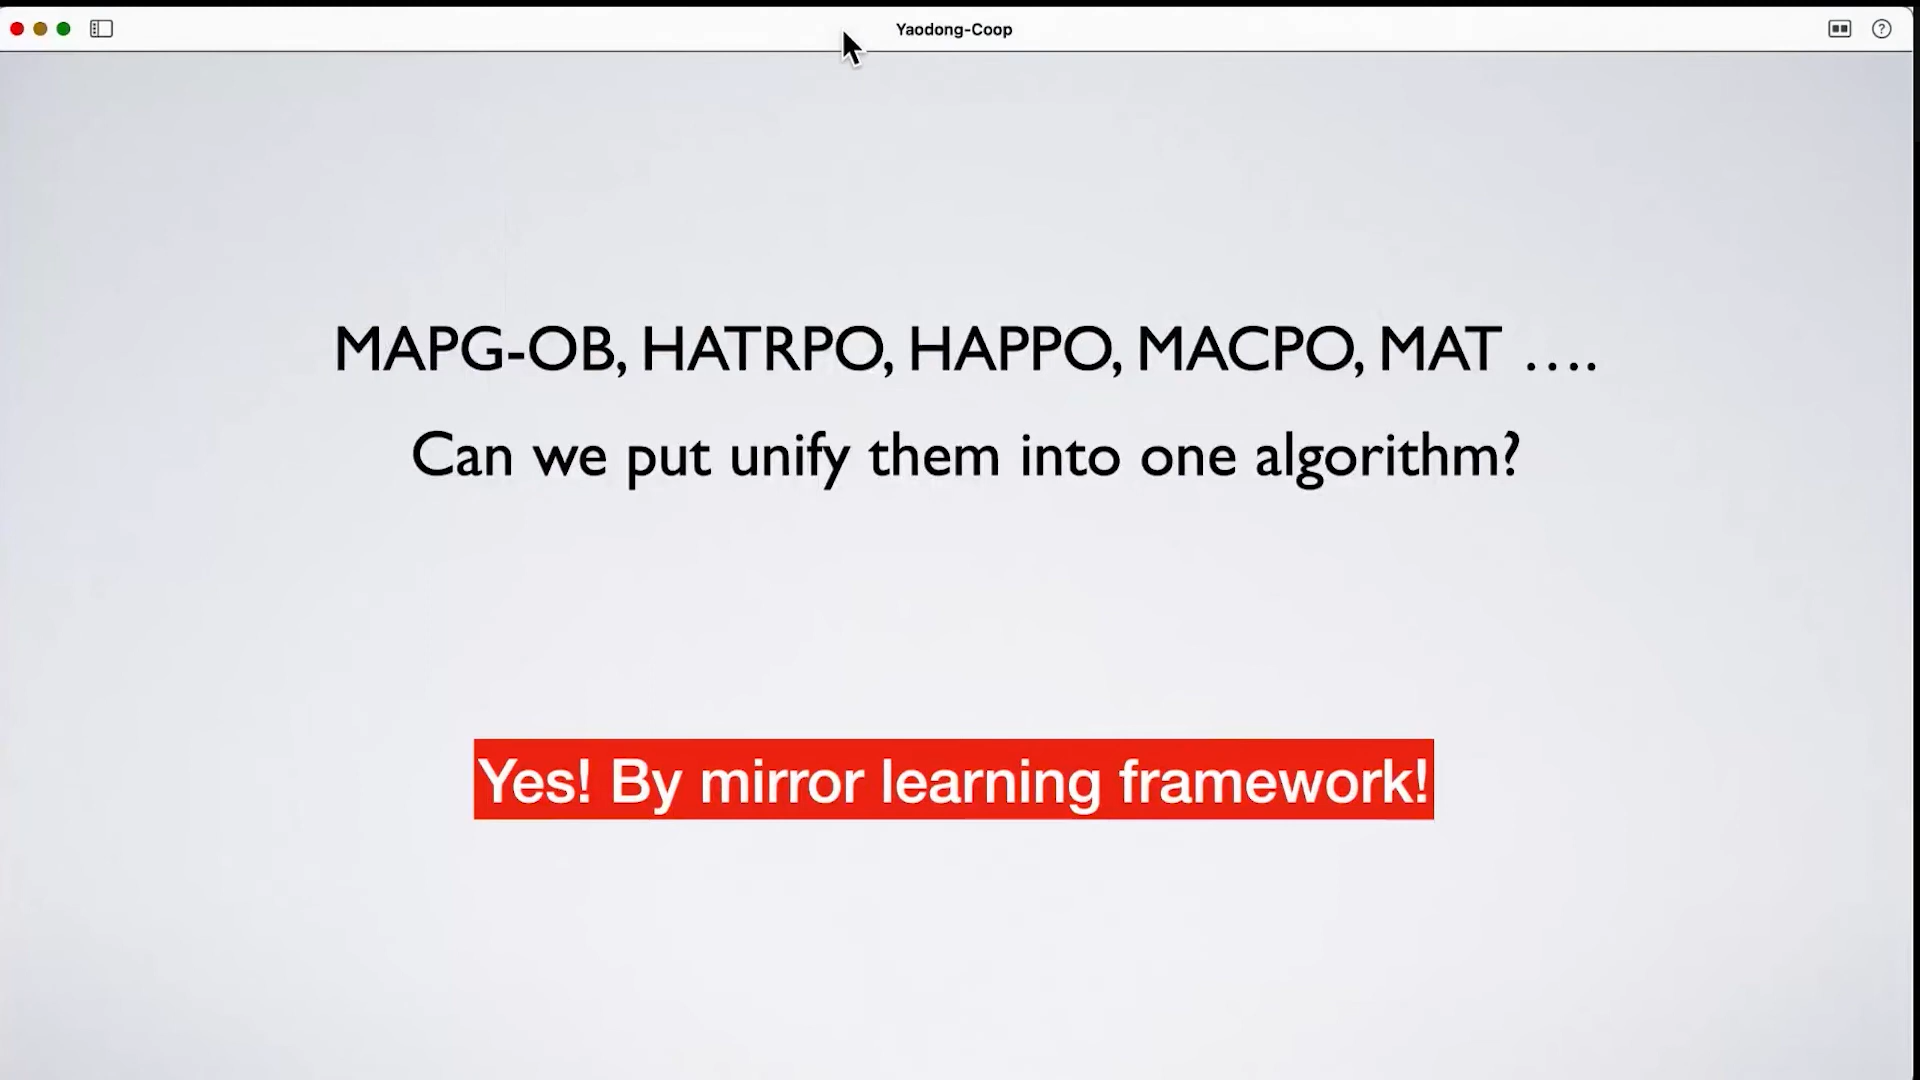 Yaodong-Coop
MAPG-OB, HATRPO, HAPPO, MACPO, MAT ….
Can we put unify them into one algorithm?
Yes! By mirror learning framework!